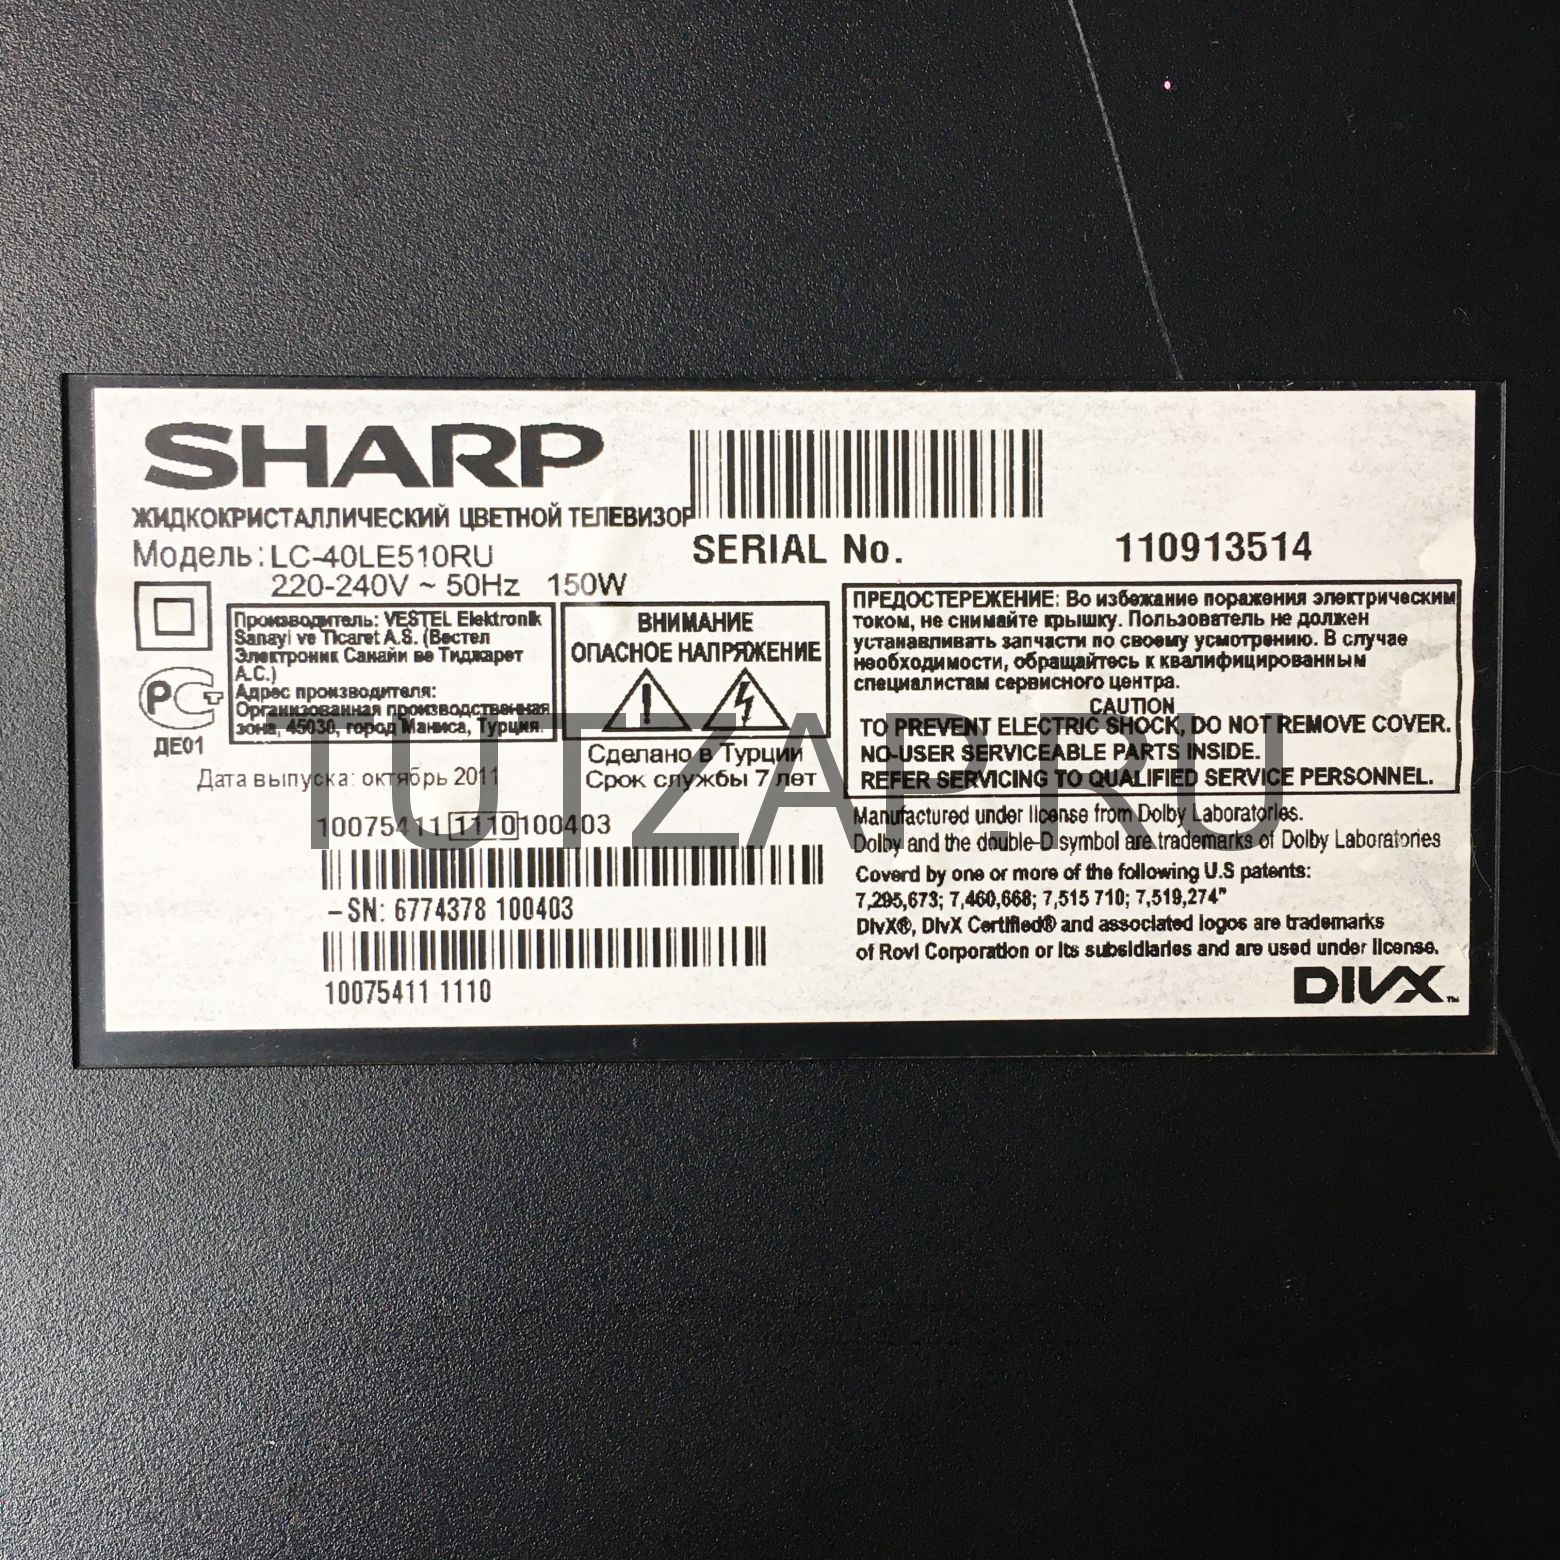 SHARP
ЖИДКОКРИСТАЛЛИЧЕСКИЙ ЦВЕТНОЙ ТЕЛЕВИЗОР
Модель: LC-40LE510RU
220-240V ~ 50Hz 150W
SERIAL No. 110913514
Производитель: VESTEL Elektronik
Sanayi ve Ticaret A.S. (Вестел
Электроник Санайи ве Тиджарет
А.С.)
Адрес производителя:
Организованная производственная
зона, 45030, город Маниса, Турция.
РСТ
ДЕ01
Дата выпуска: октябрь 2011
ВНИМАНИЕ
ОПАСНОЕ НАПРЯЖЕНИЕ
Сделано в Турции
Срок службы 7 лет
ПРЕДОСТЕРЕЖЕНИЕ: Во избежание поражения электрическим
током, не снимайте крышку. Пользователь не должен
устанавливать запчасти по своему усмотрению. В случае
необходимости, обращайтесь к квалифицированным
специалистам сервисного центра.
CAUTION
TO PREVENT ELECTRIC SHOCK, DO NOT REMOVE COVER.
NO-USER SERVICEABLE PARTS INSIDE.
REFER SERVICING TO QUALIFIED SERVICE PERSONNEL.
10075411 1110 100403
-SN: 6774378 100403
10075411 1110
Manufactured under license from Dolby Laboratories.
Dolby and the double-D symbol are trademarks of Dolby Laboratories
Coverd by one or more of the following U.S patents:
7,295,673; 7,460,668; 7,515 710; 7,519,274"
DivX®, DivX Certified® and associated logos are trademarks
of Rovi Corporation or its subsidiaries and are used under license.
DIVX™
TUTZAP.RU